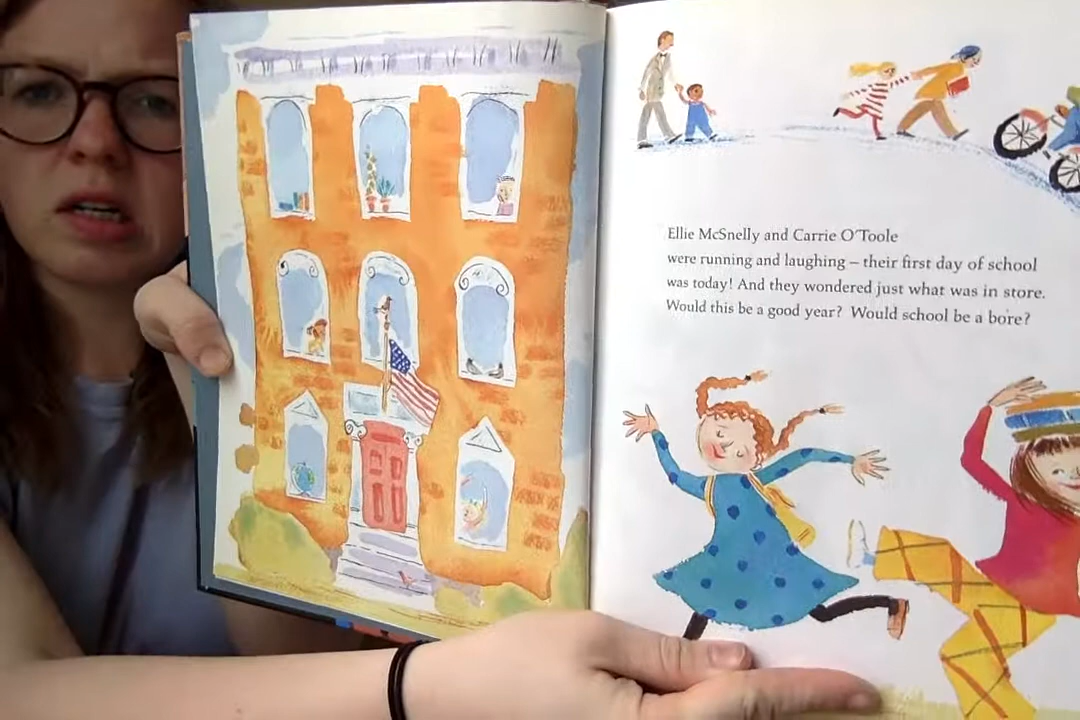 Ellie McSnelly and Carrie O'Toole
were running and laughing – their first day of school
was today! And they wondered just what was in store.
Would this be a good year? Would school be a bore?